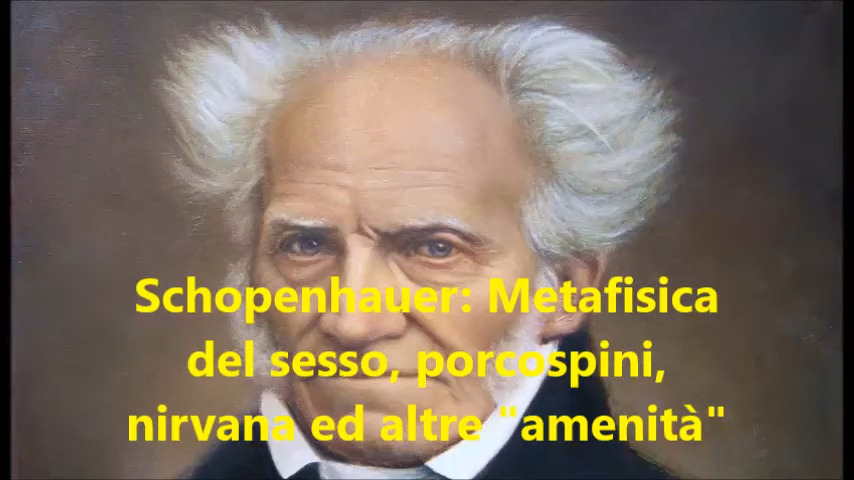 Schopenhauer: Metafisica
del sesso, porcospini,
nirvana ed altre "amenità"